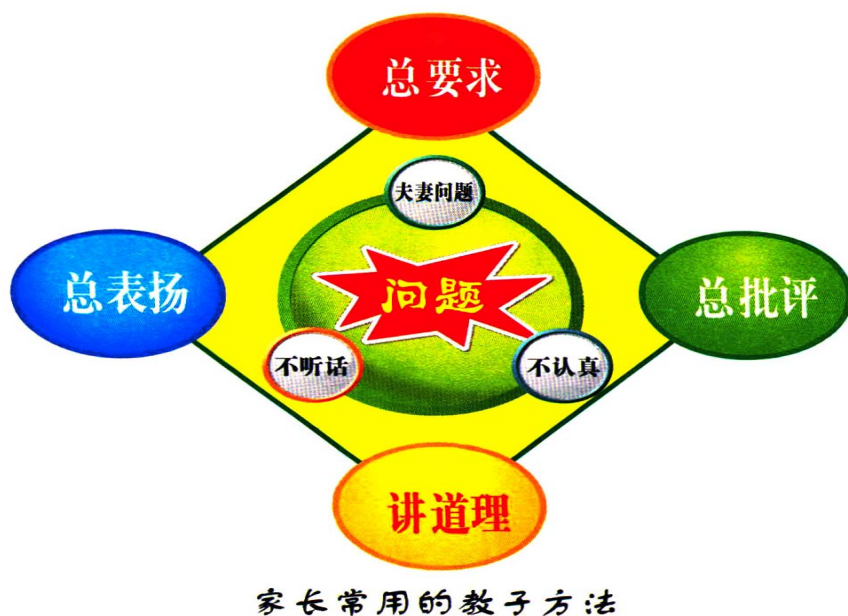 总要求
夫妻问题
总表扬
问题
总批评
不听话
不认真
讲道理
家长常用的教子方法